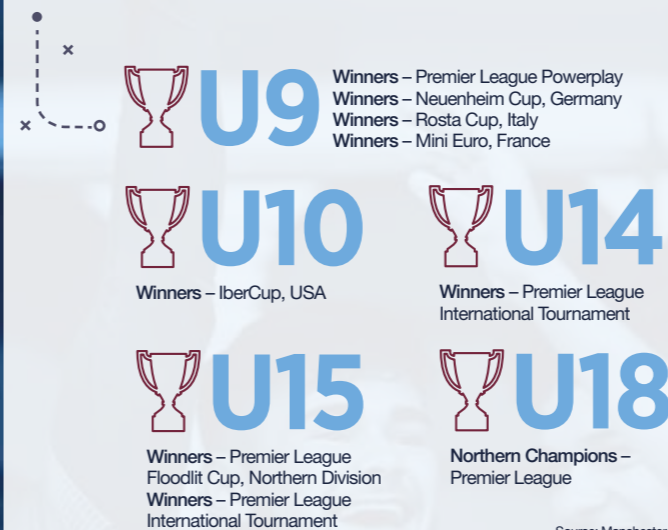 U9
Winners – Premier League Powerplay
Winners – Neuenheim Cup, Germany
Winners – Rosta Cup, Italy
Winners – Mini Euro, France
U10
Winners – IberCup, USA
U14
Winners – Premier League
International Tournament
U15
Winners – Premier League
Floodlit Cup, Northern Division
Winners – Premier League
International Tournament
U18
Northern Champions –
Premier League
Source: Manchester